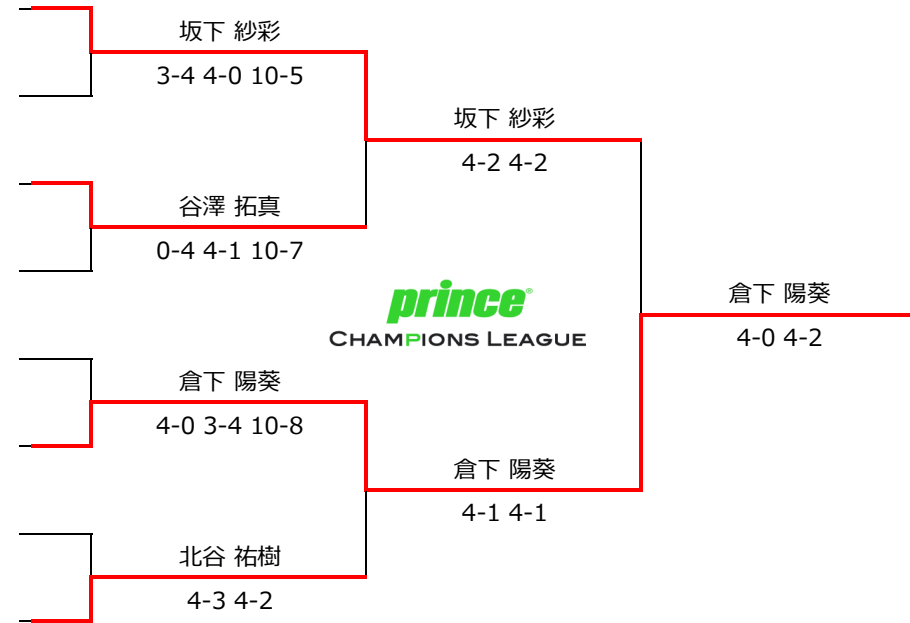 坂下 紗彩
3-4 4-0 10-5
坂下 紗彩
4-2 4-2
谷澤 拓真
0-4 4-1 10-7
prince®
CHAMPIONS LEAGUE
倉下 陽葵
4-0 4-2
倉下 陽葵
4-0 3-4 10-8
倉下 陽葵
4-1 4-1
北谷 祐樹
4-3 4-2